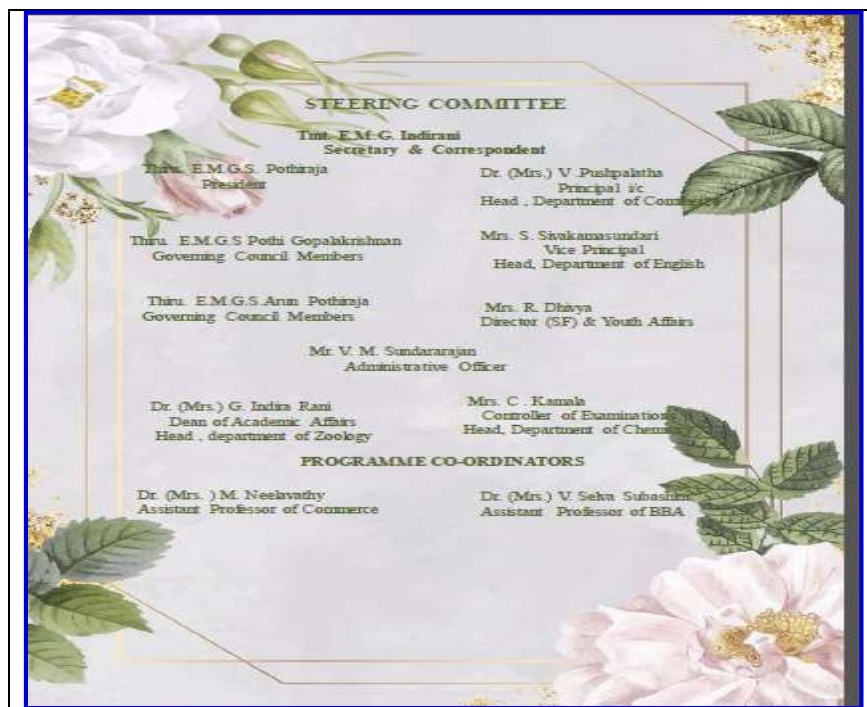 STEERING COMMITTEE
Tmt. E.M. G. Indirani
Secretary & Correspondent
Thiru. E.M.G.S. Pothiraja
President
Dr. (Mrs.) V. Pushpalatha
Principal i/c
Head , Department of
Thiru. E.M.G.S Pothi Gopalakrishnan
Governing Council Members
Mrs. S. Sivakamasundari
Vice Principal
Head, Department of English
Thiru. E.M.G.S.Arun Pothiraja
Governing Council Members
Mrs. R. Dhivya
Director (SF) & Youth Affairs
Mr. V. M. Sundararajan
Administrative Officer
Dr. (Mrs.) G. Indira Rani
Dean of Academic Affairs
Head , department of Zoology
Mrs. C . Kamala
Controller of Examination
Head, Department of
PROGRAMME CO-ORDINATORS
Dr. (Mrs. ) M. Neelavathy
Assistant Professor of Commerce
Dr. (Mrs.) V. Selva
Assistant Professor of BBA